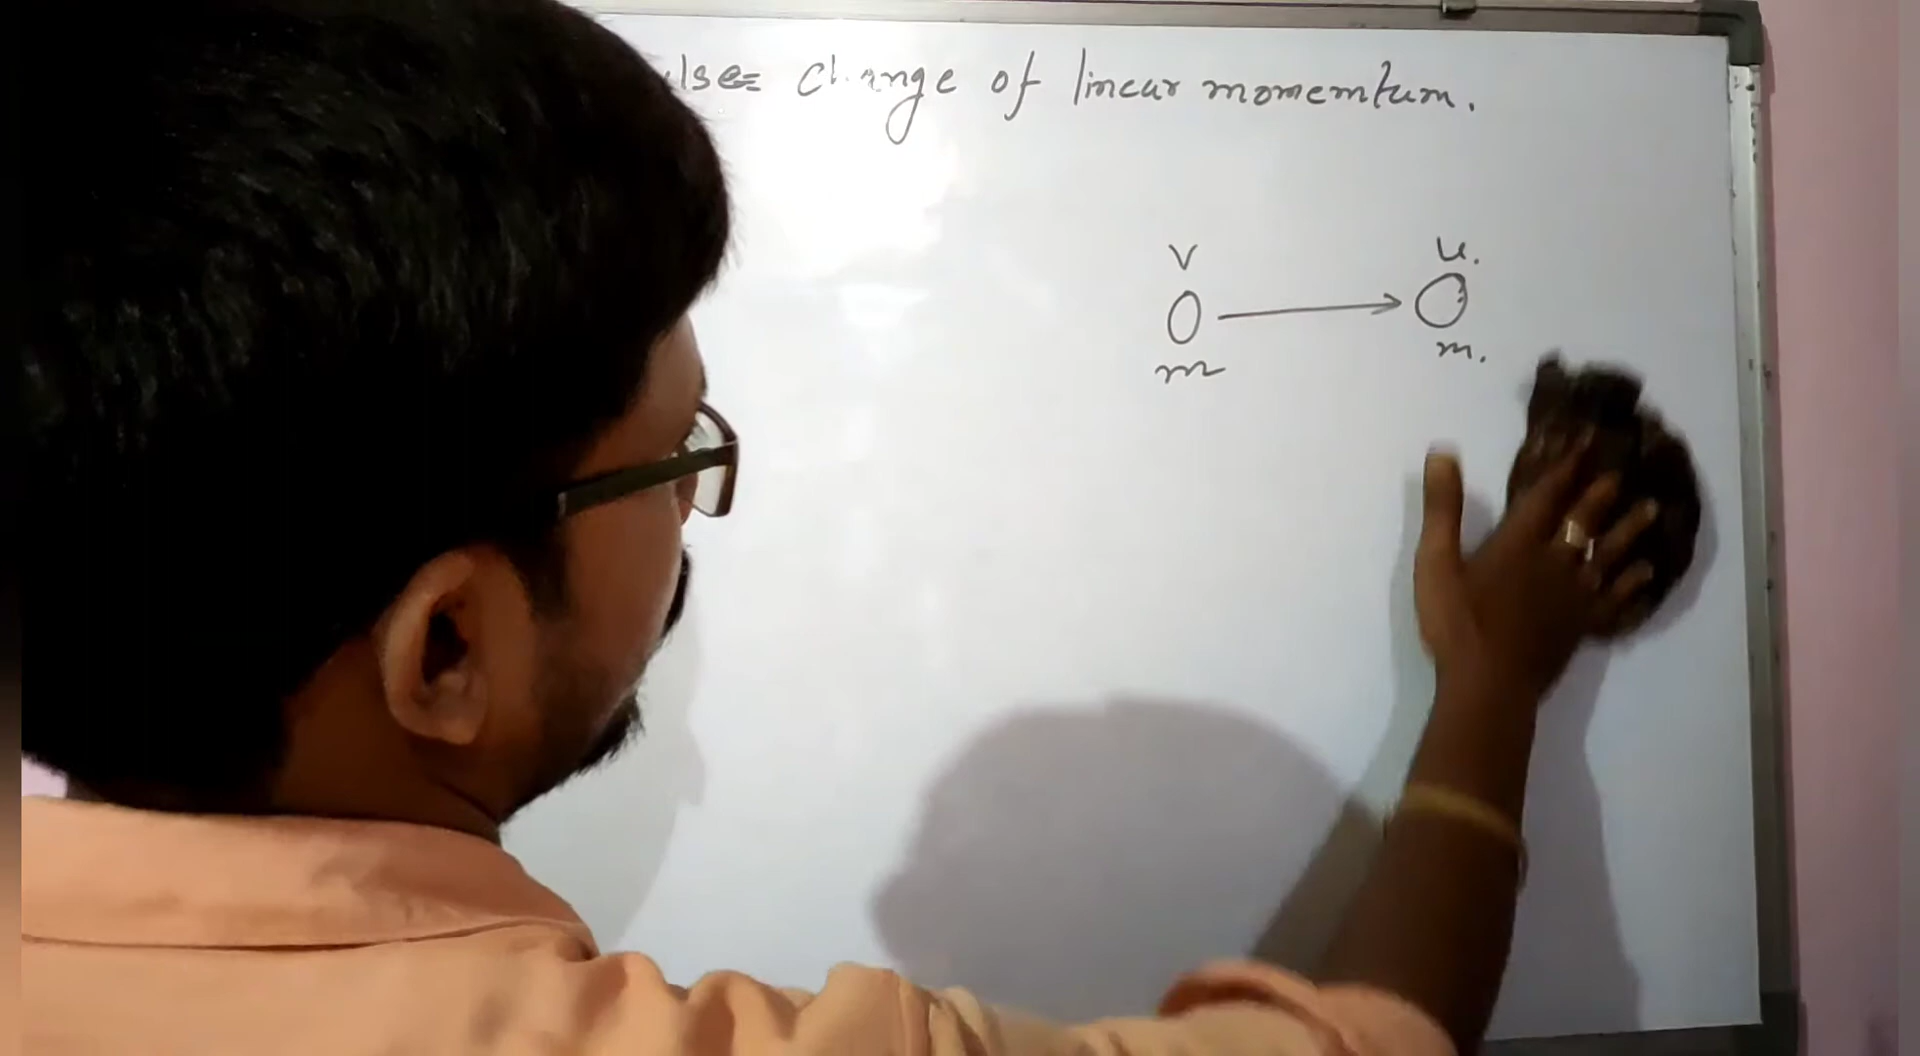 lse= change of linear momentum.
v u.
m m.